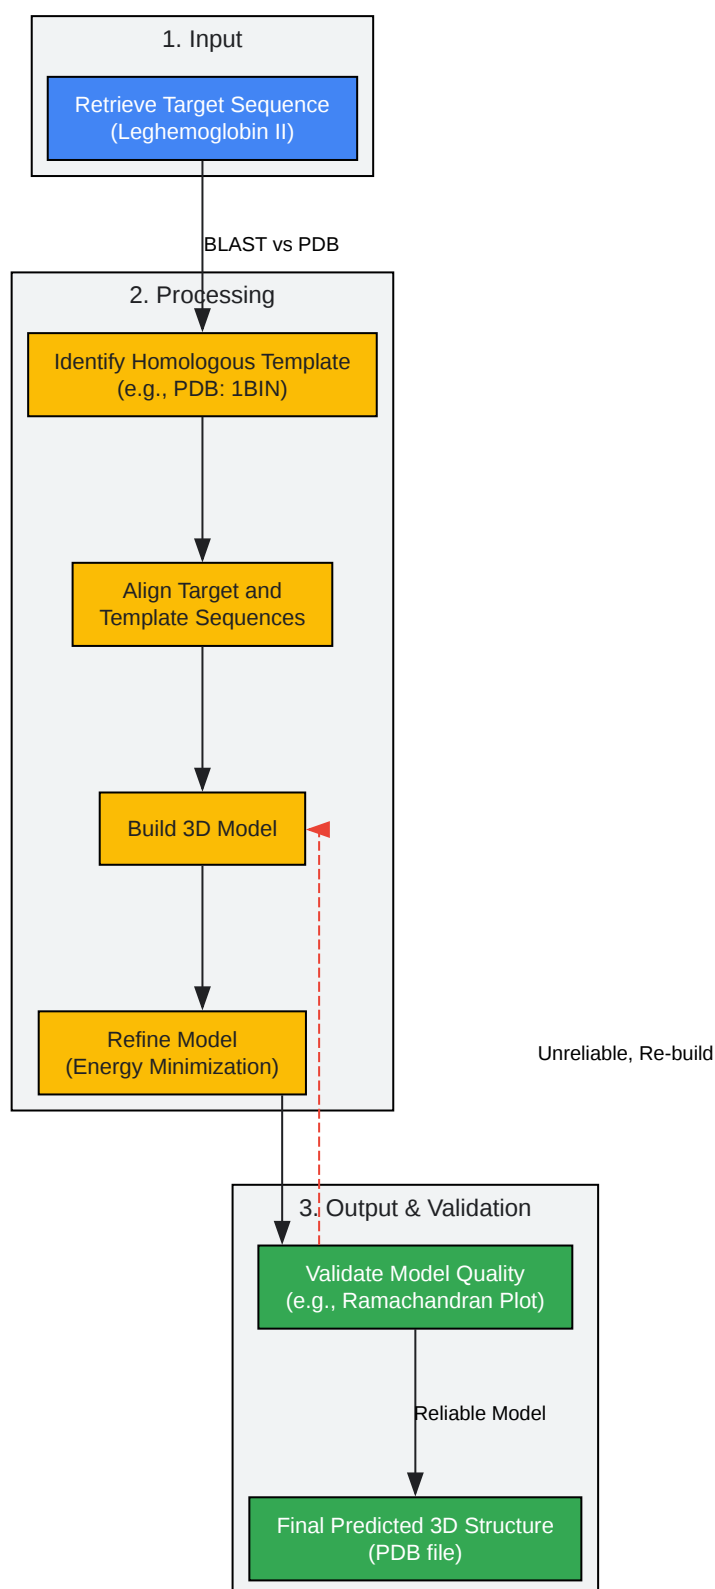 1. Input
Retrieve Target Sequence
(Leghemoglobin II)
BLAST vs PDB
2. Processing
Identify Homologous Template
(e.g., PDB: 1BIN)
Align Target and
Template Sequences
Build 3D Model
Refine Model
(Energy Minimization)
Unreliable, Re-build
3. Output & Validation
Validate Model Quality
(e.g., Ramachandran Plot)
Reliable Model
Final Predicted 3D Structure
(PDB file)